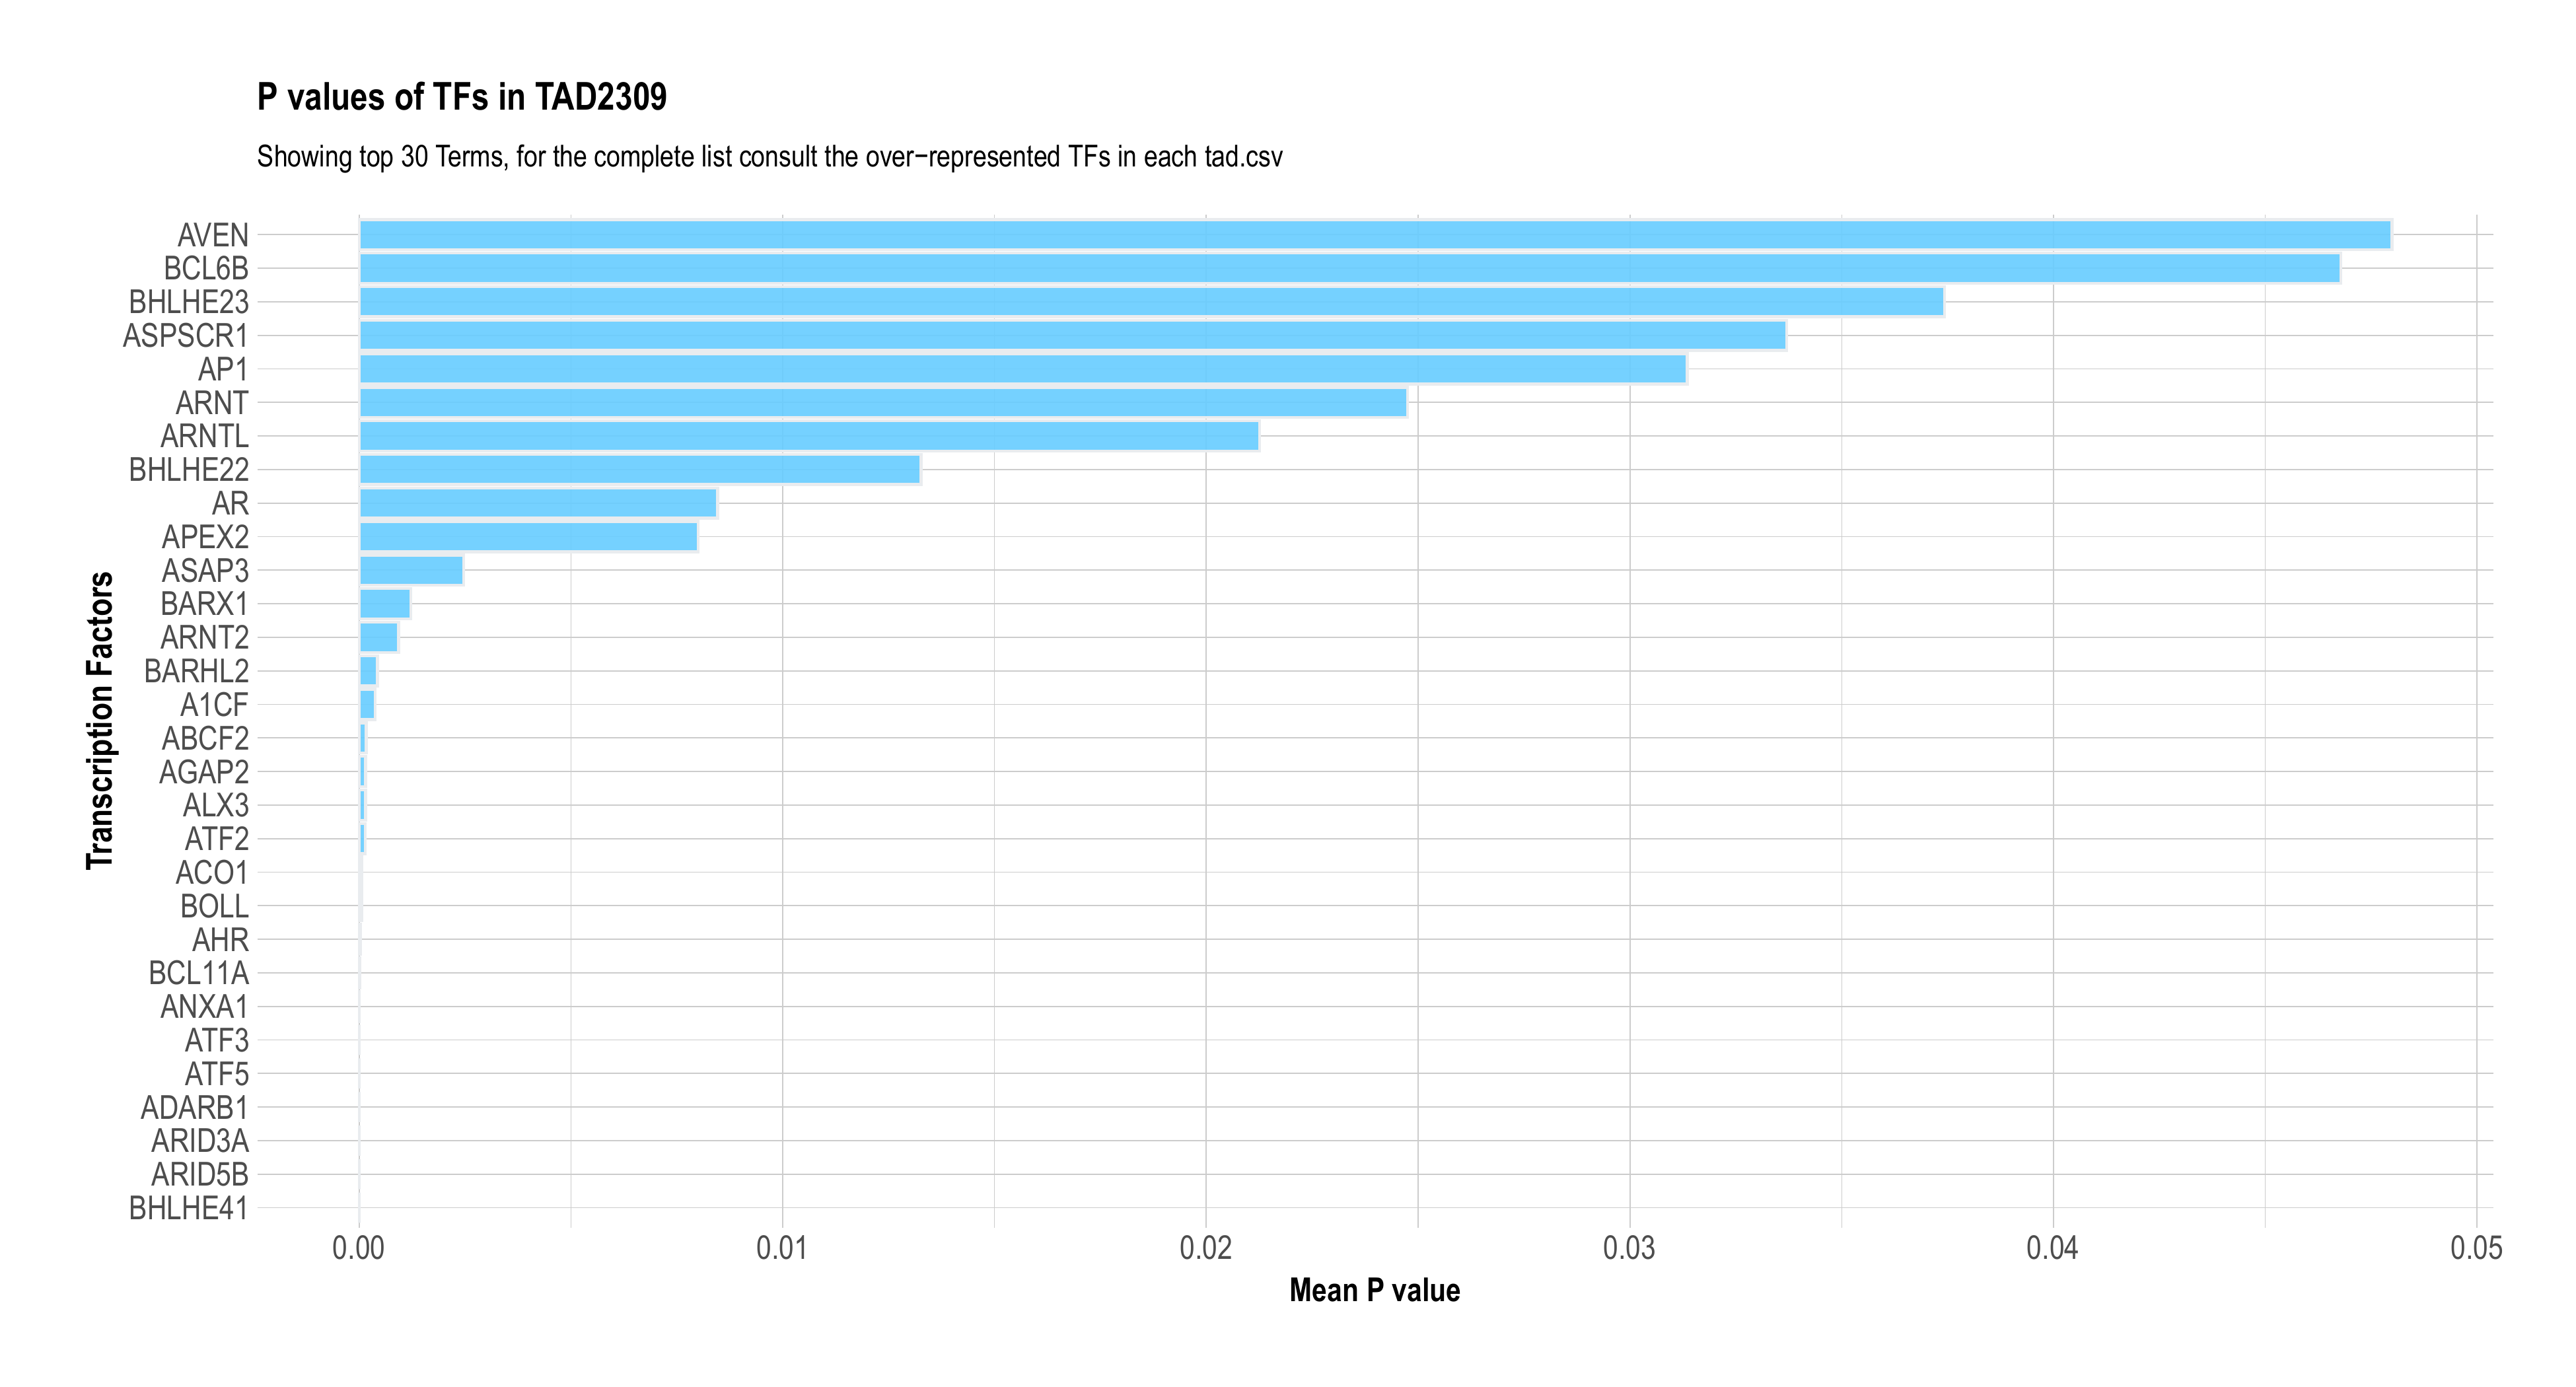 P values of TFs in TAD2309
Showing top 30 Terms, for the complete list consult the over−represented TFs in each tad.csv
Transcription Factors
AVEN
BCL6B
BHLHE23
ASPSCR1
AP1
ARNT
ARNTL
BHLHE22
AR
APEX2
ASAP3
BARX1
ARNT2
BARHL2
A1CF
ABCF2
AGAP2
ALX3
ATF2
ACO1
BOLL
AHR
BCL11A
ANXA1
ATF3
ATF5
ADARB1
ARID3A
ARID5B
BHLHE41
0.00 0.01 0.02 0.03 0.04 0.05
Mean P value